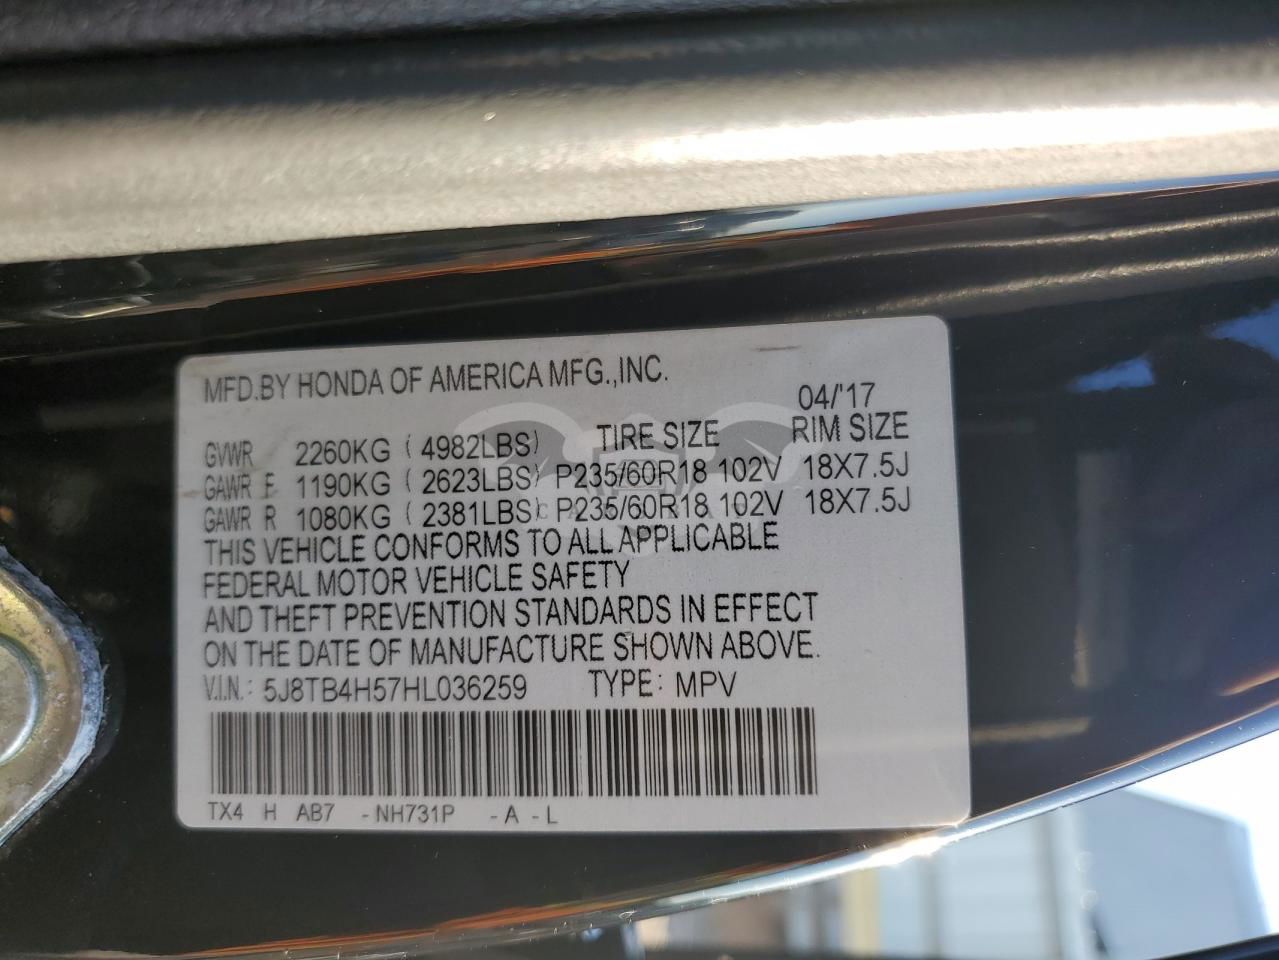 MFD.BY HONDA OF AMERICA MFG.,INC.
04/'17
GVWR 2260KG ( 4982LBS) TIRE SIZE RIM SIZE
GAWR F 1190KG ( 2623LBS) P235/60R18 102V 18X7.5J
GAWR R 1080KG ( 2381LBS) P235/60R18 102V 18X7.5J
THIS VEHICLE CONFORMS TO ALL APPLICABLE
FEDERAL MOTOR VEHICLE SAFETY
AND THEFT PREVENTION STANDARDS IN EFFECT
ON THE DATE OF MANUFACTURE SHOWN ABOVE.
V.I.N.: 5J8TB4H57HL036259 TYPE: MPV
TX4 H AB7 -NH731P -A -L